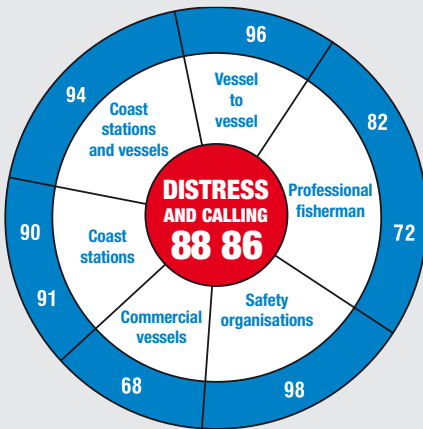 96
Vessel
to
vessel
82
Professional
fisherman
72
Safety
organisations
98
Commercial
vessels
68
Coast
stations
90
91
Coast
stations
and vessels
94
DISTRESS
AND CALLING
88 86